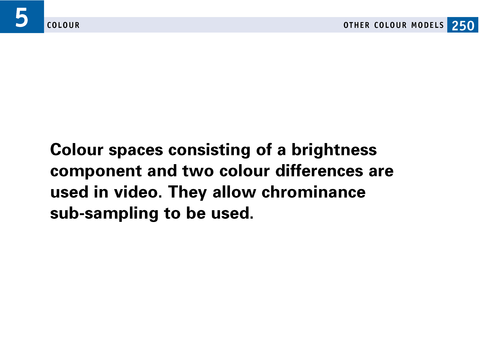 5
COLOUR
OTHER COLOUR MODELS 250
Colour spaces consisting of a brightness
component and two colour differences are
used in video. They allow chrominance
sub-sampling to be used.